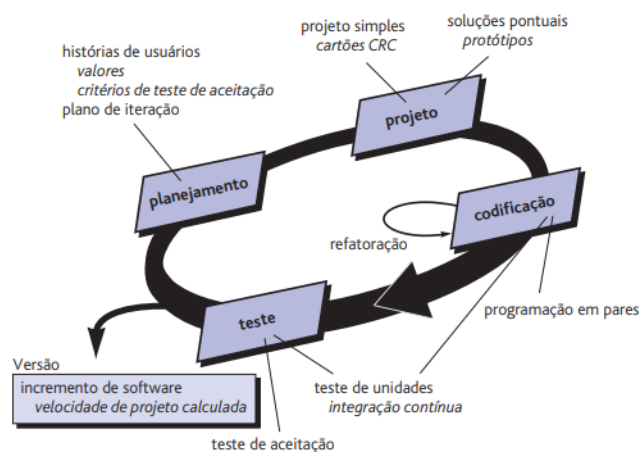 projeto simples
cartões CRC
soluções pontuais
protótipos
histórias de usuários
valores
critérios de teste de aceitação
plano de iteração
projeto
planejamento
codificação
refatoração
programação em pares
teste
Versão
incremento de software
velocidade de projeto calculada
teste de unidades
integração contínua
teste de aceitação